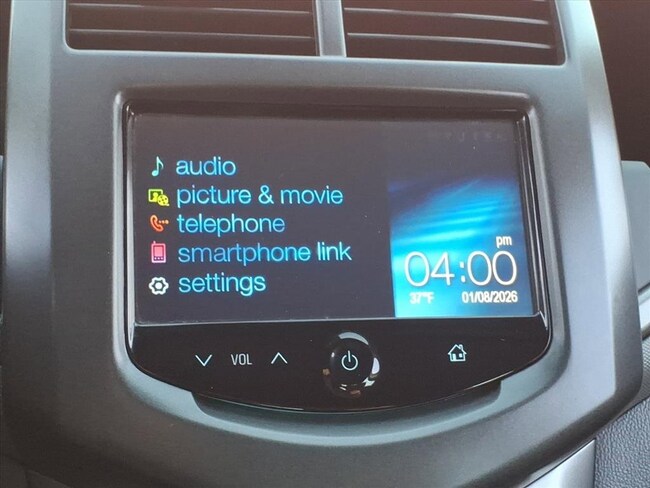 audio
picture & movie
telephone
smartphone link
settings
pm
04:00
37°F 01/08/2026
VOL